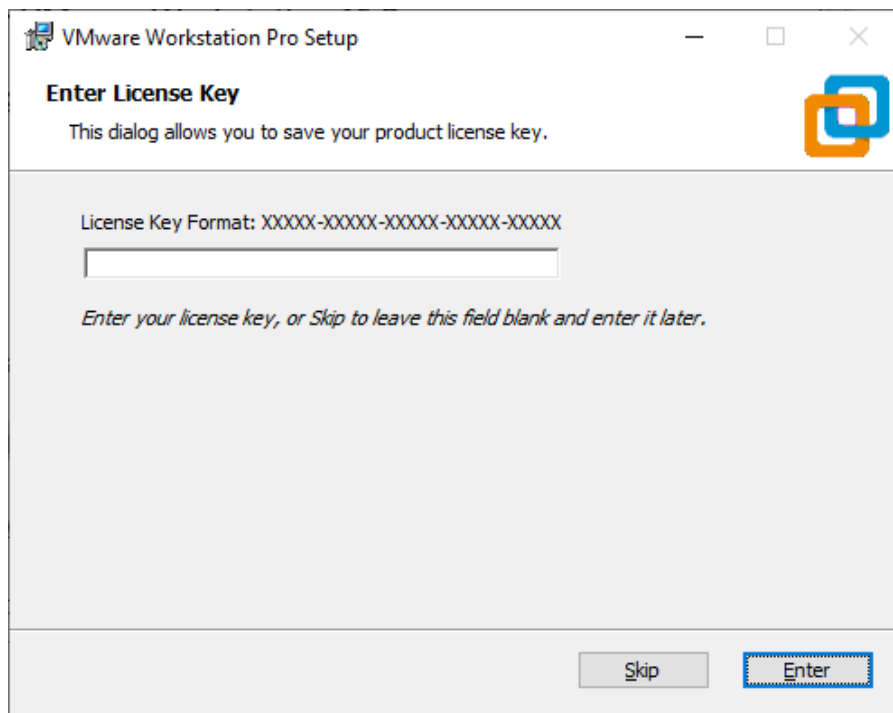 VMware Workstation Pro Setup
Enter License Key
This dialog allows you to save your product license key.
License Key Format: XXXXX-XXXXX-XXXXX-XXXXX-XXXXX
Enter your license key, or Skip to leave this field blank and enter it later.
Skip
Enter